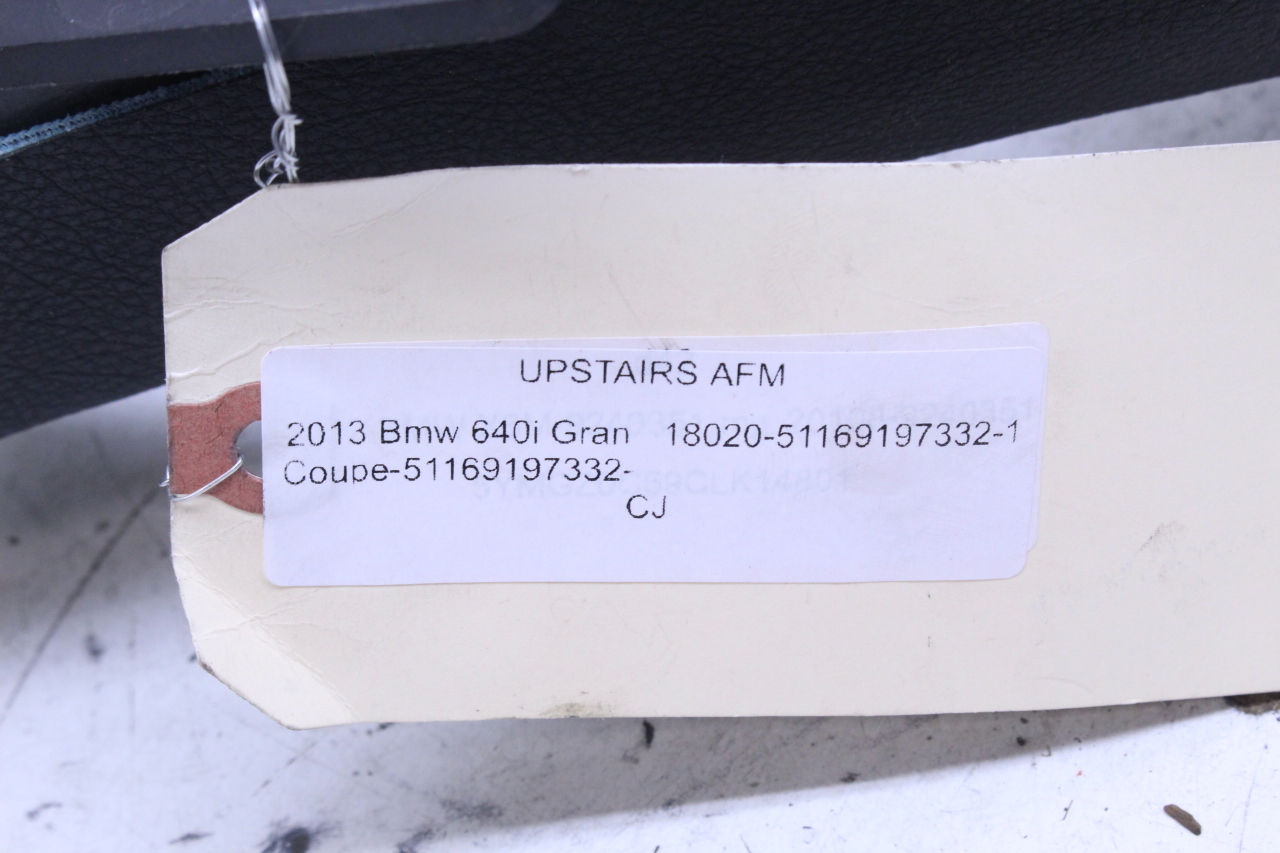 UPSTAIRS AFM
2013 Bmw 640i Gran 18020-51169197332-1
Coupe-51169197332-
CJ